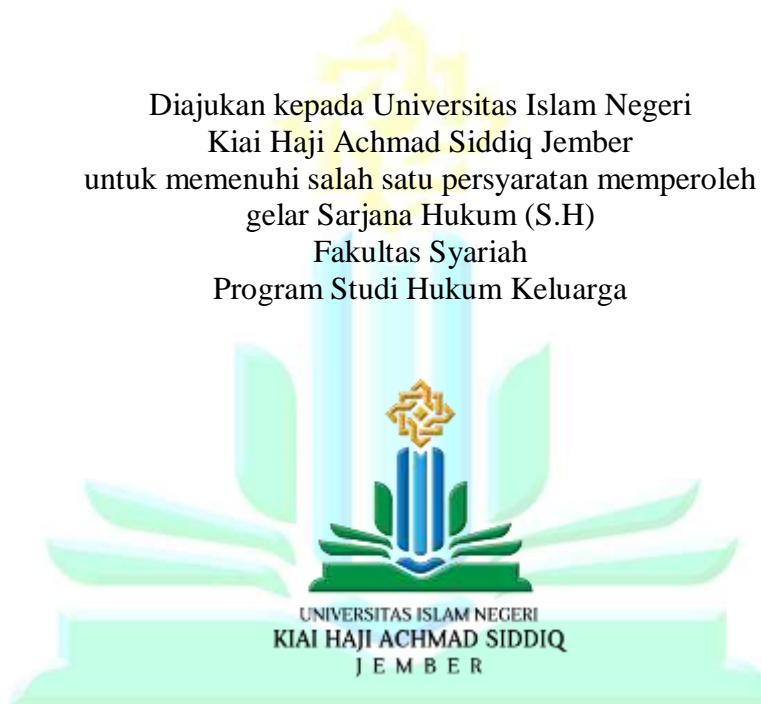 Diajukan kepada Universitas Islam Negeri
Kiai Haji Achmad Siddiq Jember
untuk memenuhi salah satu persyaratan memperoleh
gelar Sarjana Hukum (S.H)
Fakultas Syariah
Program Studi Hukum Keluarga
UNIVERSITAS ISLAM NEGERI
KIAI HAJI ACHMAD SIDDIQ
JEMBER